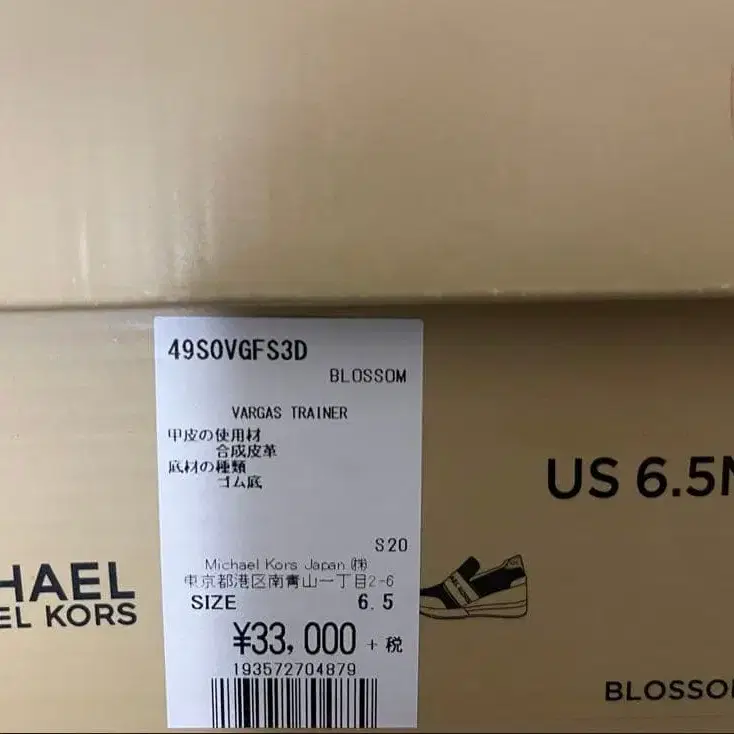 49S0VGFS3D
BLOSSOM
VARGAS TRAINER
甲皮の使用材
合成皮革
底材の種類
ゴム底
S20
Michael Kors Japan ㈱
東京都港区南青山一丁目2-6
SIZE 6.5
¥33,000 +税
193572704879
HAEL
EL KORS
US 6.5
BLOSSO